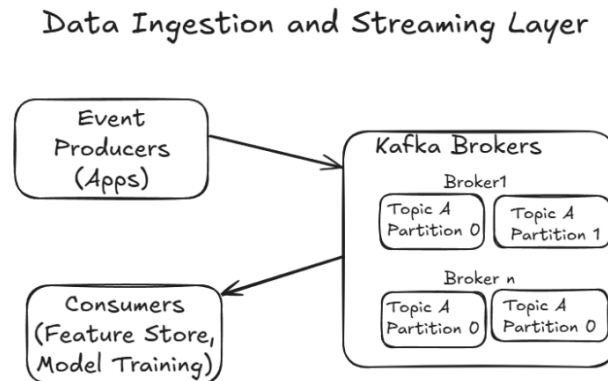 Data Ingestion and Streaming Layer
Event
Producers
(Apps)
Kafka Brokers
Broker1
Topic A
Partition 0
Topic A
Partition 1
Broker n
Topic A
Partition 0
Topic A
Partition 0
Consumers
(Feature Store,
Model Training)